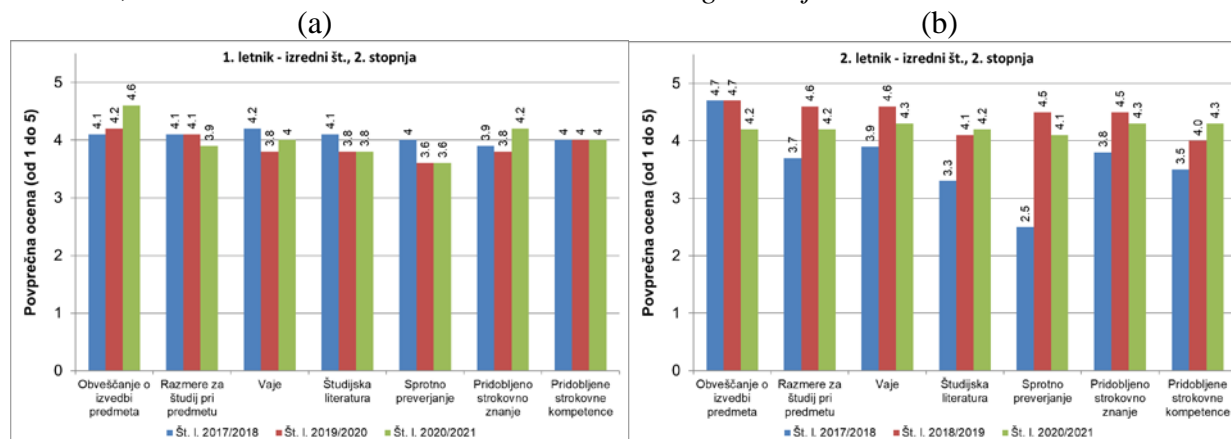 (a)
(b)
1. letnik - izredni št., 2. stopnja
Povprečna ocena (od 1 do 5)
5
4
3
2
1
0
4.1
4.2
4.6
4.1
4.1
3.9
4.2
3.8
4
4.1
3.8
3.8
4
3.6
3.6
3.9
3.8
4.2
4
4
4
Obveščanje o izvedbi predmeta
Razmere za študij pri predmetu
Vaje
Študijska literatura
Sprotno preverjanje
Pridobljeno strokovno znanje
Pridobljene strokovne kompetence
Št. l. 2017/2018
Št. l. 2019/2020
Št. l. 2020/2021
2. letnik - izredni št., 2. stopnja
Povprečna ocena (od 1 do 5)
5
4
3
2
1
0
4.7
4.7
4.2
3.7
4.6
4.2
3.9
4.6
4.3
3.3
4.1
4.2
2.5
4.5
4.1
3.8
4.5
4.3
3.5
4.0
4.3
Obveščanje o izvedbi predmeta
Razmere za študij pri predmetu
Vaje
Študijska literatura
Sprotno preverjanje
Pridobljeno strokovno znanje
Pridobljene strokovne kompetence
Št. l. 2017/2018
Št. l. 2018/2019
Št. l. 2020/2021